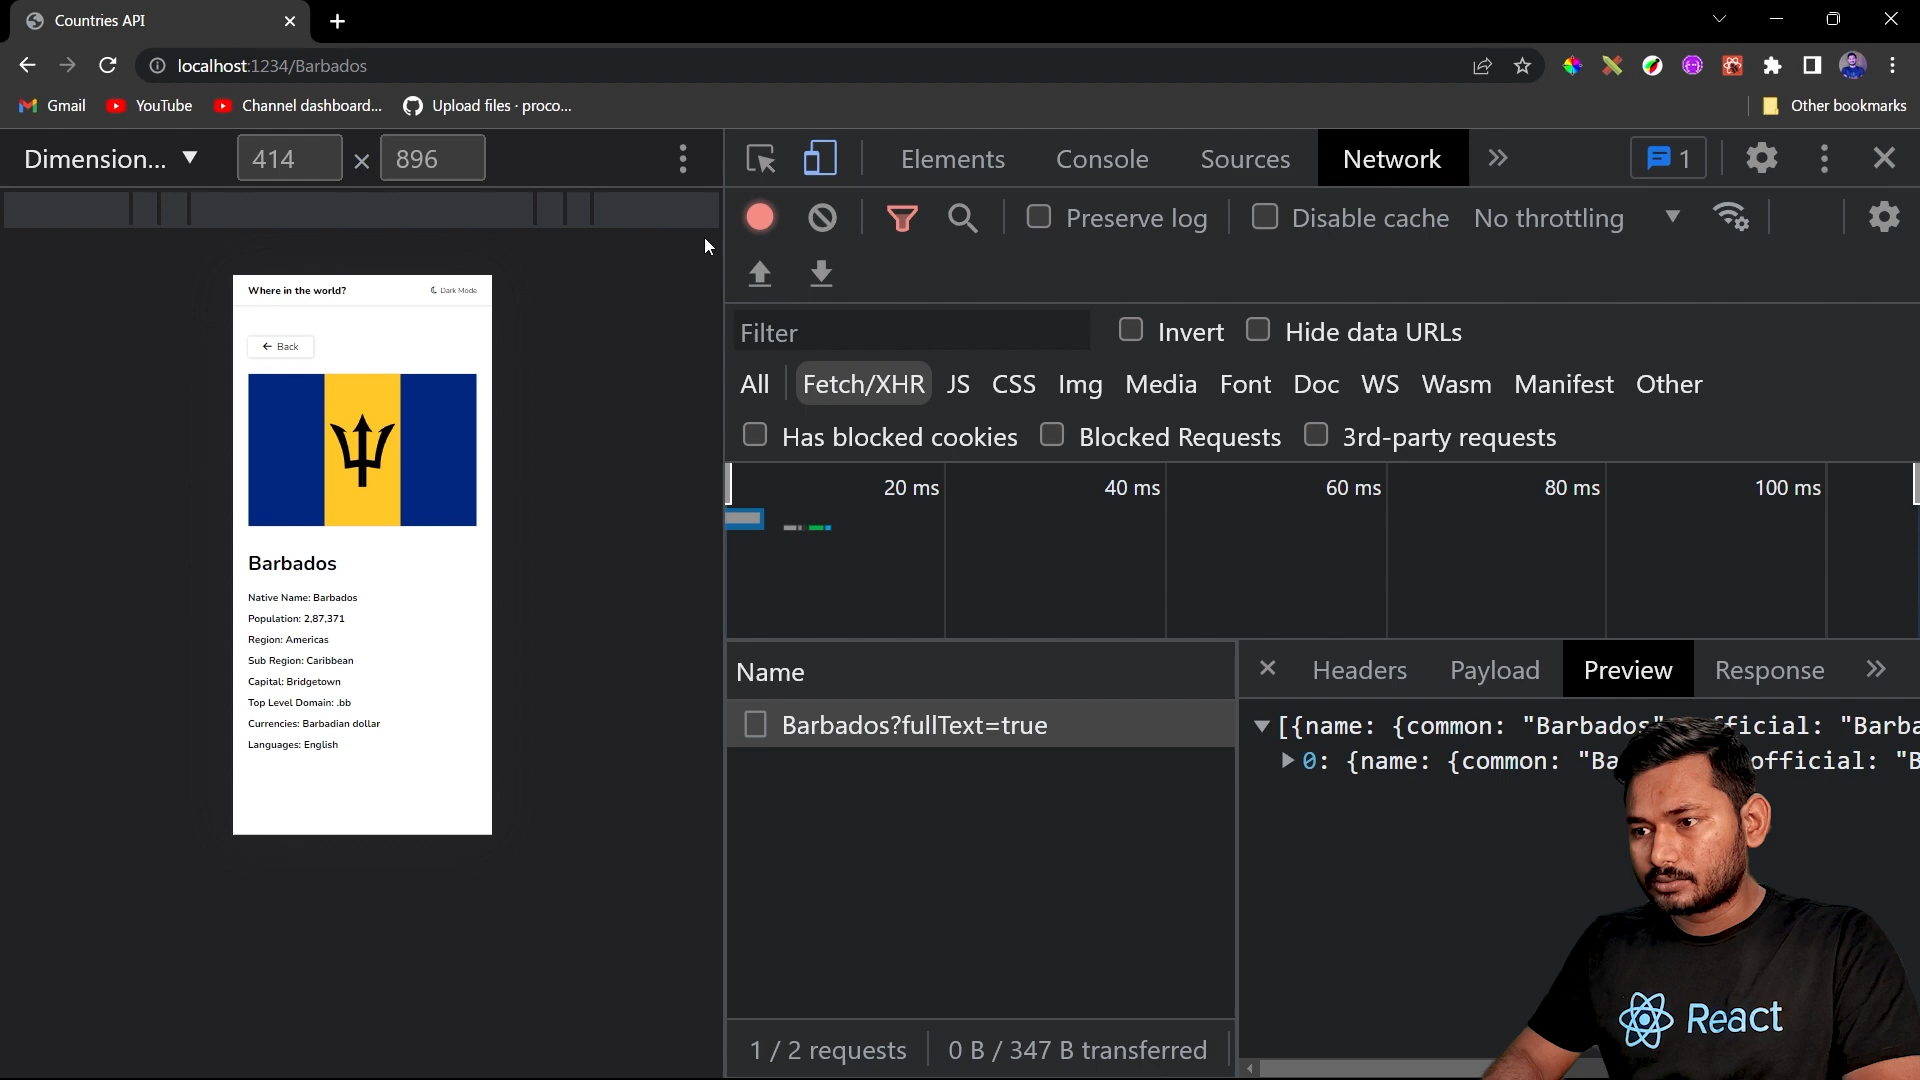 Countries API
localhost:1234/Barbados
Gmail
YouTube
Channel dashboard...
Upload files · proco...
Other bookmarks
Dimension...
414
×
896
Elements
Console
Sources
Network
1
Preserve log
Disable cache
No throttling
Filter
Invert
Hide data URLs
All
Fetch/XHR
JS
CSS
Img
Media
Font
Doc
WS
Wasm
Manifest
Other
Has blocked cookies
Blocked Requests
3rd-party requests
20 ms
40 ms
60 ms
80 ms
100 ms
Where in the world?
Dark Mode
Back
Barbados
Native Name: Barbados
Population: 2,87,371
Region: Americas
Sub Region: Caribbean
Capital: Bridgetown
Top Level Domain: .bb
Currencies: Barbadian dollar
Languages: English
Name
Barbados?fullText=true
1 / 2 requests
0 B / 347 B transferred
Headers
Payload
Preview
Response
[{name: {common: "Barbados" official: "Barba
0: {name: {common: "Ba official: "B
React